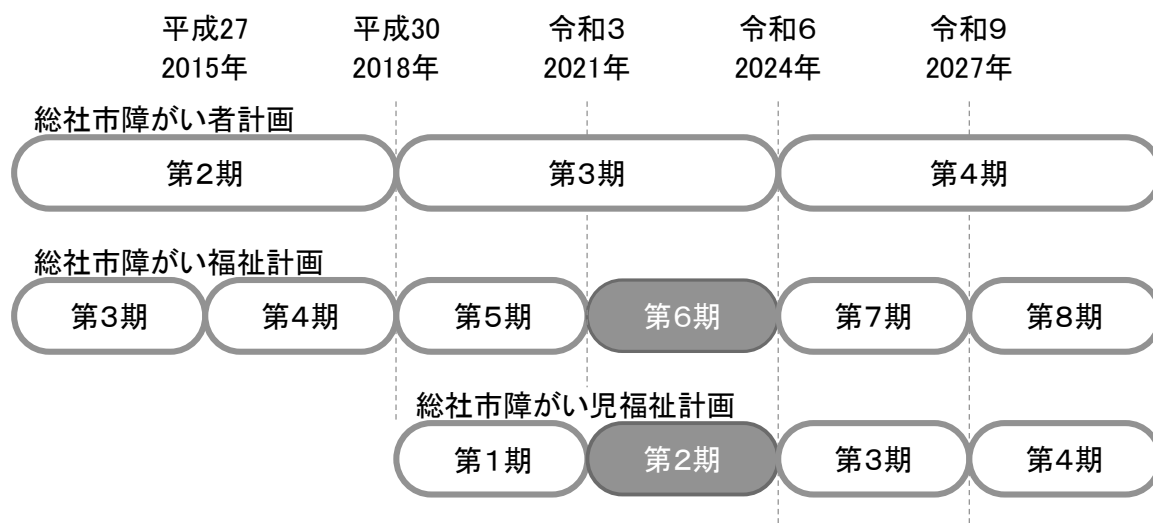 平成27 平成30 令和3 令和6 令和9
2015年 2018年 2021年 2024年 2027年
総社市障がい者計画
第2期 第3期 第4期
総社市障がい福祉計画
第3期 第4期 第5期 第6期 第7期 第8期
総社市障がい児福祉計画
第1期 第2期 第3期 第4期